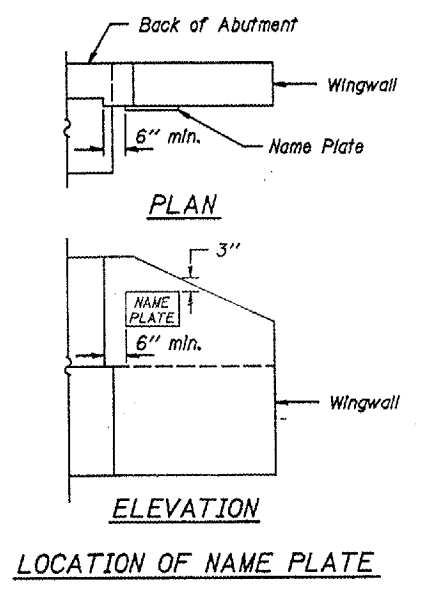 Back of Abutment
Wingwall
6" min.
Name Plate
PLAN
3"
NAME
PLATE
6" min.
Wingwall
ELEVATION
LOCATION OF NAME PLATE